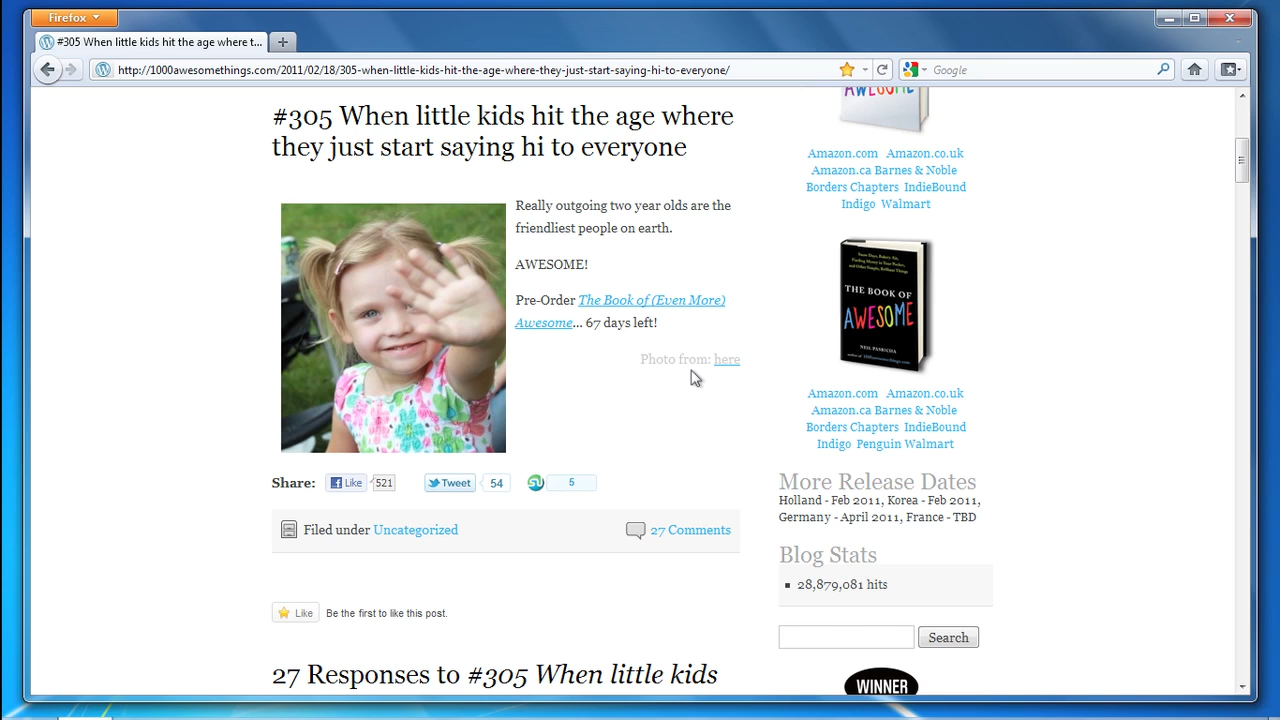 Firefox
#305 When little kids hit the age where t...
http://1000awesomethings.com/2011/02/18/305-when-little-kids-hit-the-age-where-they-just-start-saying-hi-to-everyone/
Google
#305 When little kids hit the age where
they just start saying hi to everyone
Really outgoing two year olds are the
friendliest people on earth.
AWESOME!
Pre-Order The Book of (Even More)
Awesome... 67 days left!
Photo from: here
Share: Like 521 Tweet 54 5
Filed under Uncategorized 27 Comments
Like Be the first to like this post.
27 Responses to #305 When little kids
AWESOME
Amazon.com Amazon.co.uk
Amazon.ca Barnes & Noble
Borders Chapters IndieBound
Indigo Walmart
THE BOOK OF
AWESOME
NEIL PASRICHA
Amazon.com Amazon.co.uk
Amazon.ca Barnes & Noble
Borders Chapters IndieBound
Indigo Penguin Walmart
More Release Dates
Holland - Feb 2011, Korea - Feb 2011,
Germany - April 2011, France - TBD
Blog Stats
28,879,081 hits
Search
WINNER